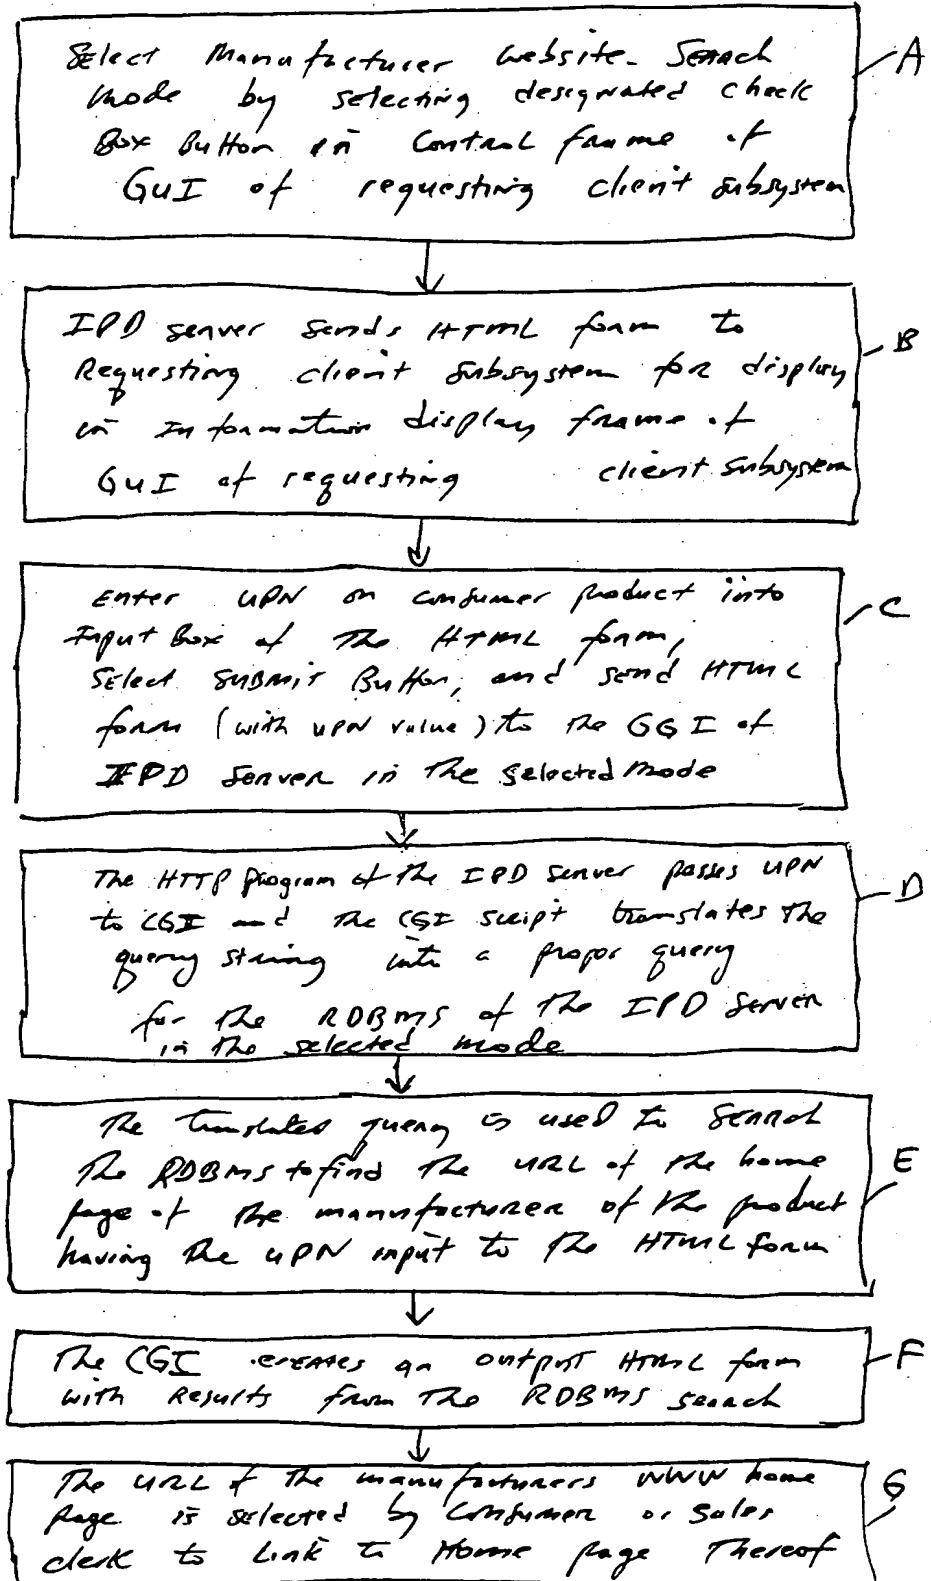 Select Manufacturer Website-Search
Mode by selecting designated check
Box Button in Control frame of
GUI of requesting client subsystem
A
IPD server sends HTML form to
Requesting client subsystem for display
in Information display frame of
GUI of requesting client subsystem
B
Enter UPN on consumer product into
Input Box of the HTML form,
Select Submit Button, and send HTML
form (with UPN value) to the GGI of
IPD Server in the selected mode
C
The HTTP program of the IPD server passes UPN
to CGI and the CGI script translates the
query string into a propor query
for the RDBMS of the IPD Server
in the selected mode
D
The translated query is used to Search
the RDBMS to find the URL of the home
page of the manufacturer of the product
having the UPN input to the HTML form
E
The CGI creates an output HTML form
with Results from the RDBMS search
F
The URL of the manufacturers WWW home
Page is selected by Consumer or Sales
clerk to Link to Home page Thereof
G